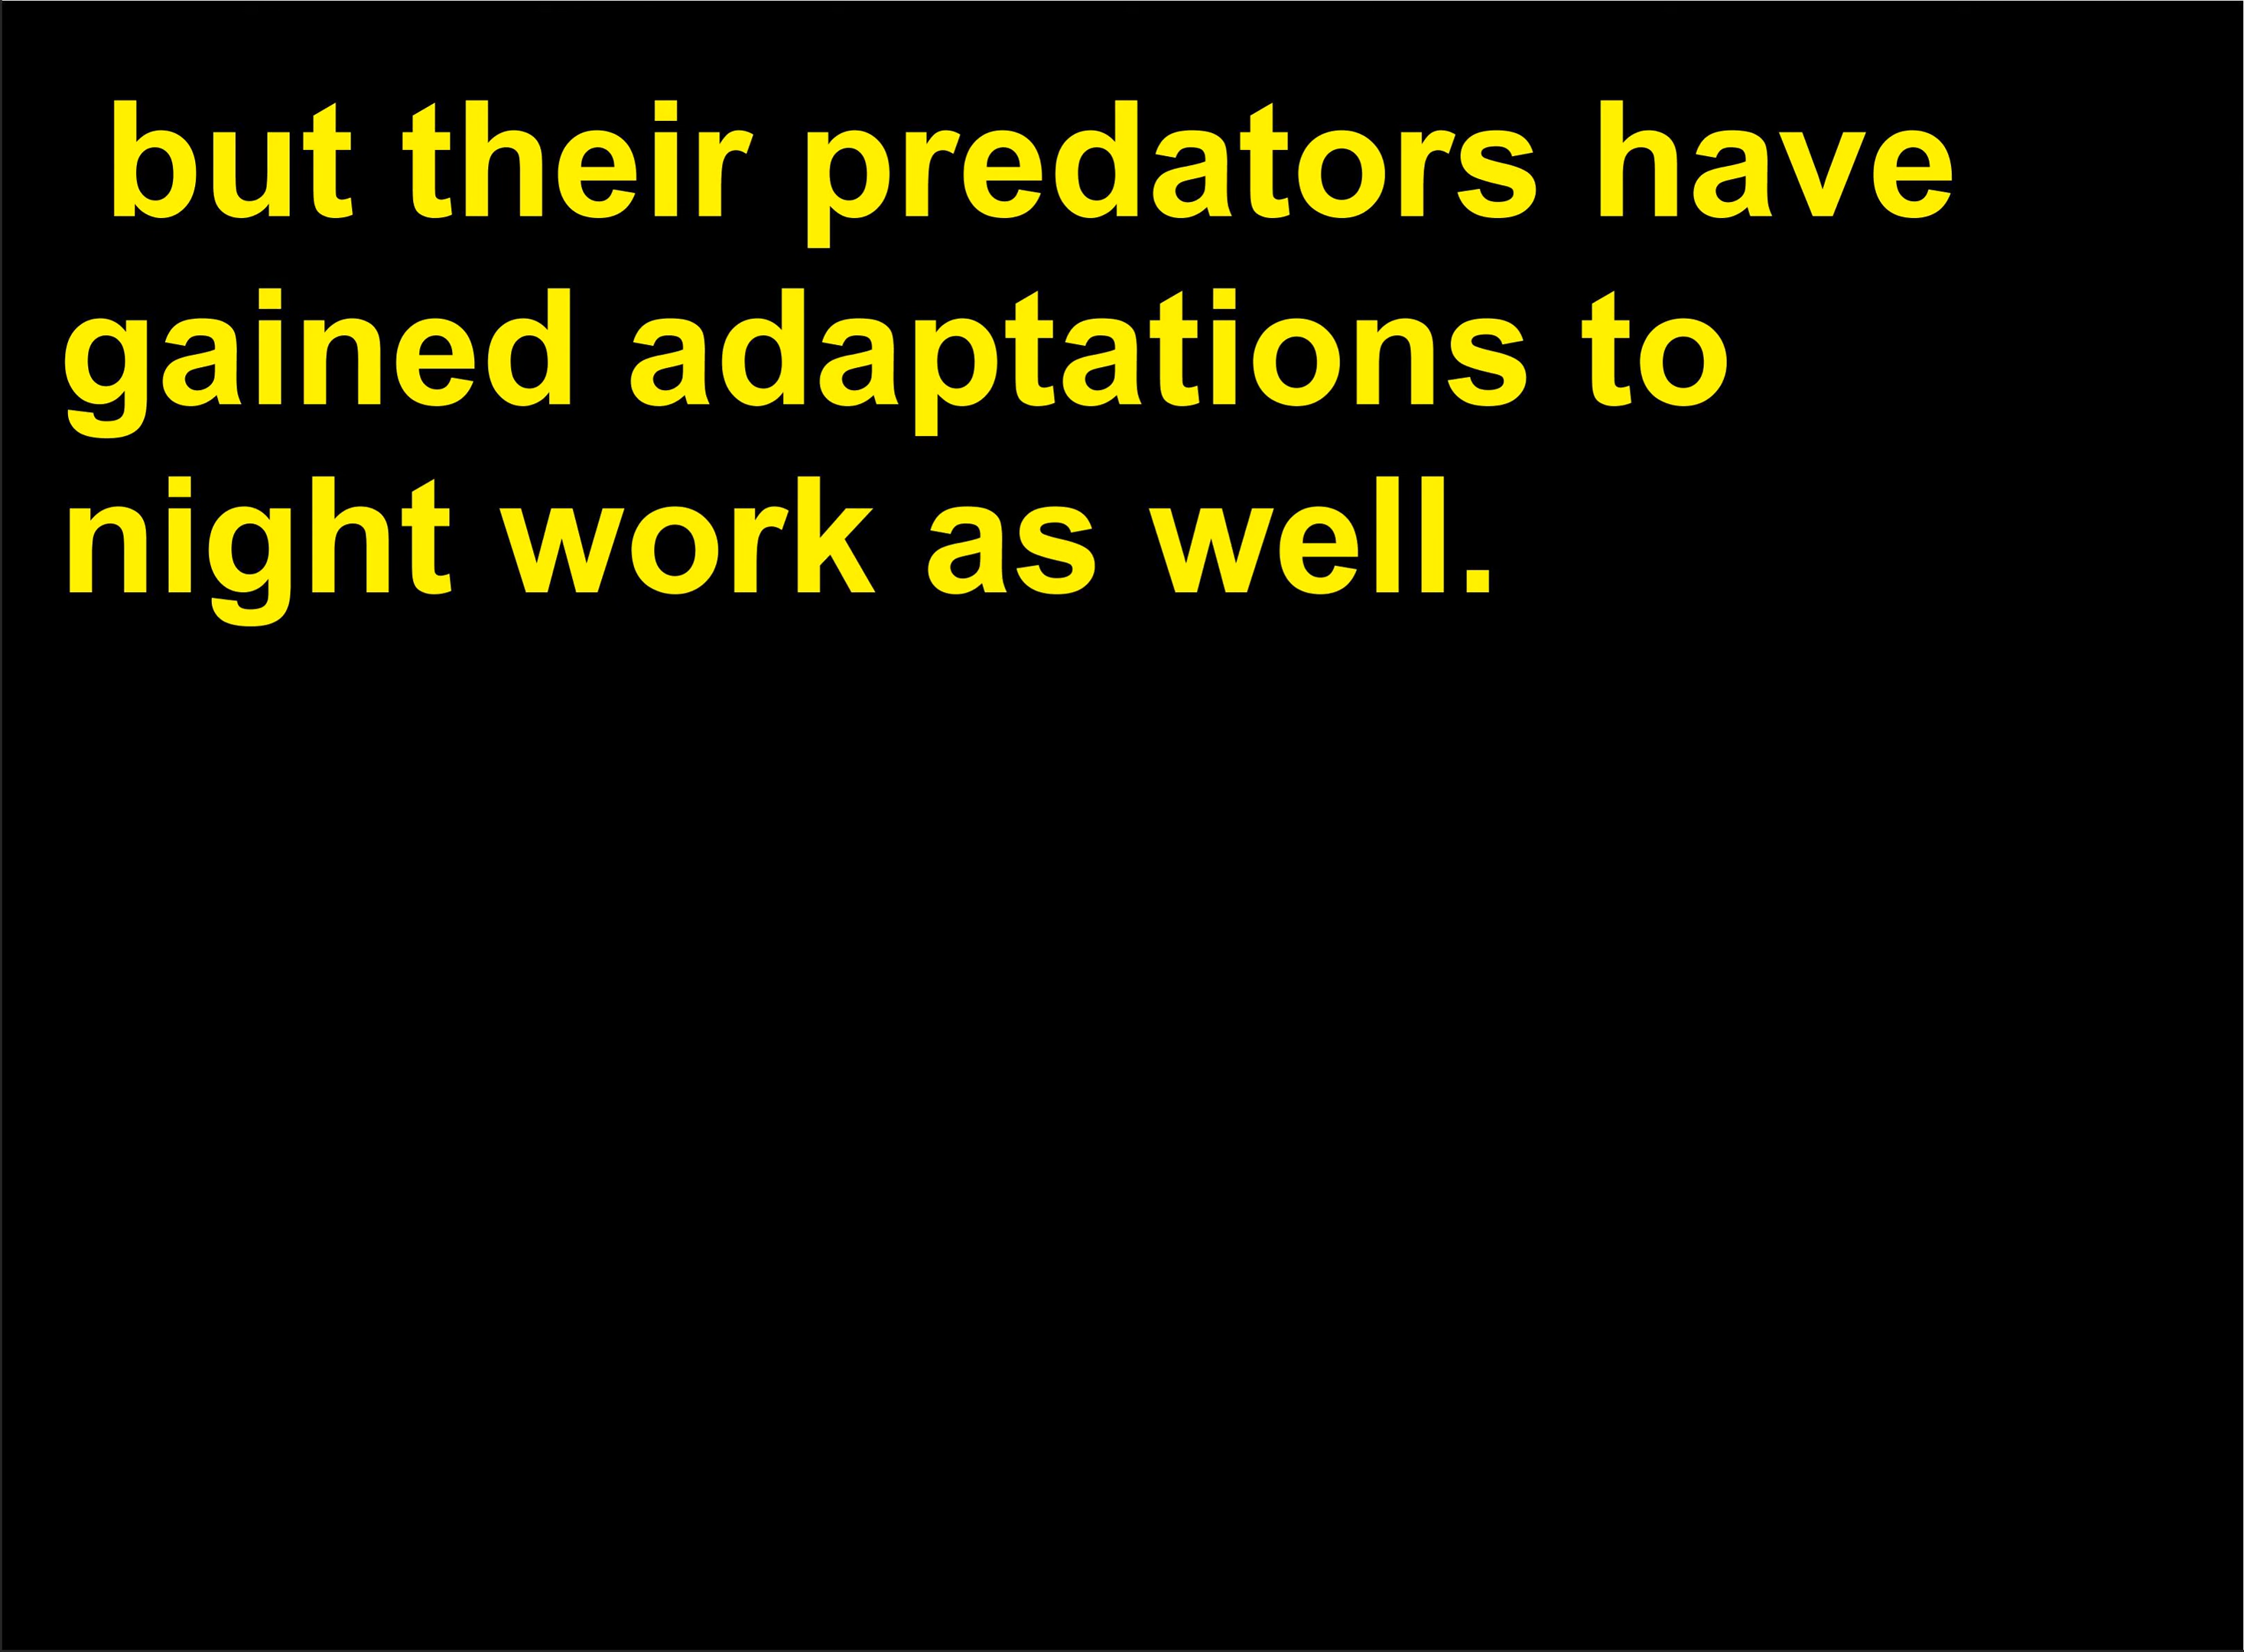 but their predators have
gained adaptations to
night work as well.